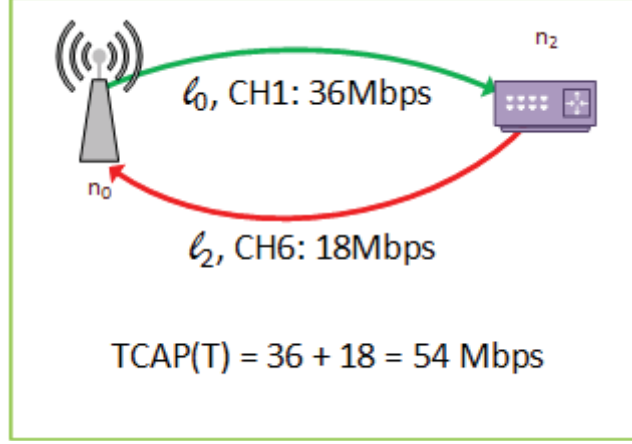 n₂
ℓ₀, CH1: 36Mbps
n₀
ℓ₂, CH6: 18Mbps
TCAP(T) = 36 + 18 = 54 Mbps